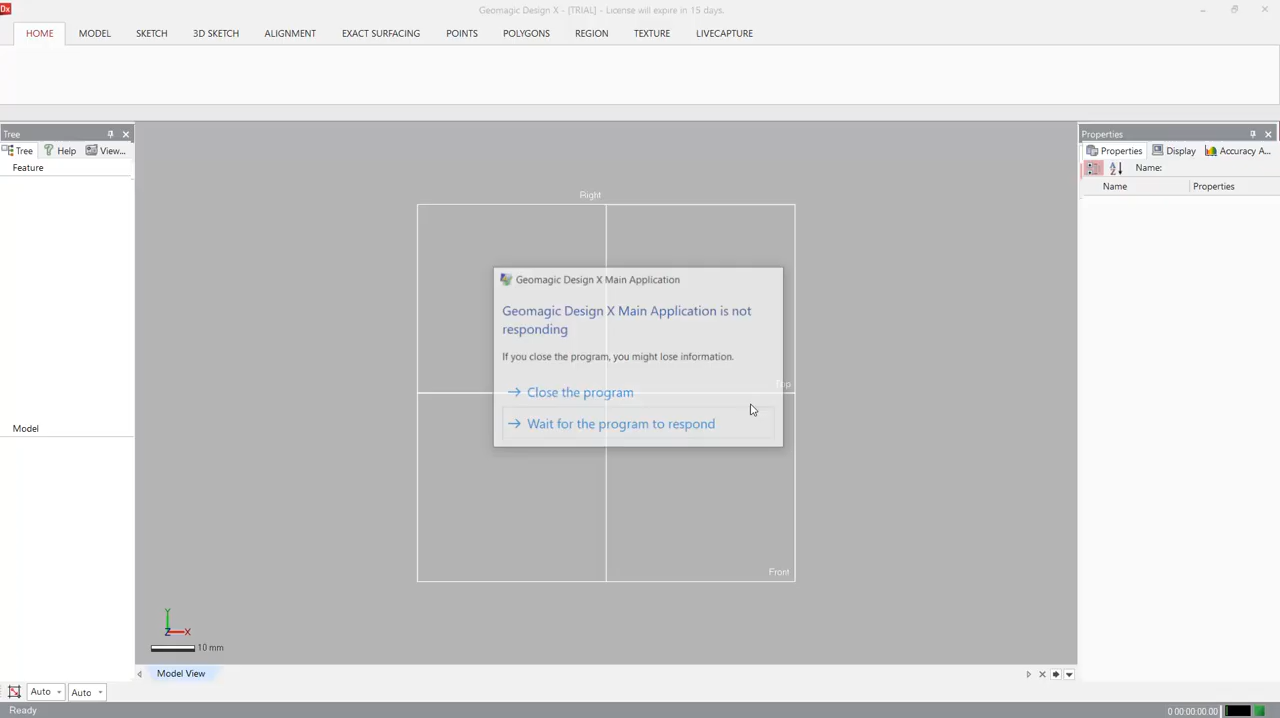 Dx
Geomagic Design X - [TRIAL] - License will expire in 15 days.
HOME MODEL SKETCH 3D SKETCH ALIGNMENT EXACT SURFACING POINTS POLYGONS REGION TEXTURE LIVECAPTURE
Tree
Tree Help View...
Feature
Model
Right
Geomagic Design X Main Application
Geomagic Design X Main Application is not
responding
If you close the program, you might lose information.
Top
Close the program
Wait for the program to respond
Front
Y
Z X
10 mm
Model View
Properties
Properties Display Accuracy A...
Name:
Name Properties
Auto Auto
Ready
0 00:00:00.00